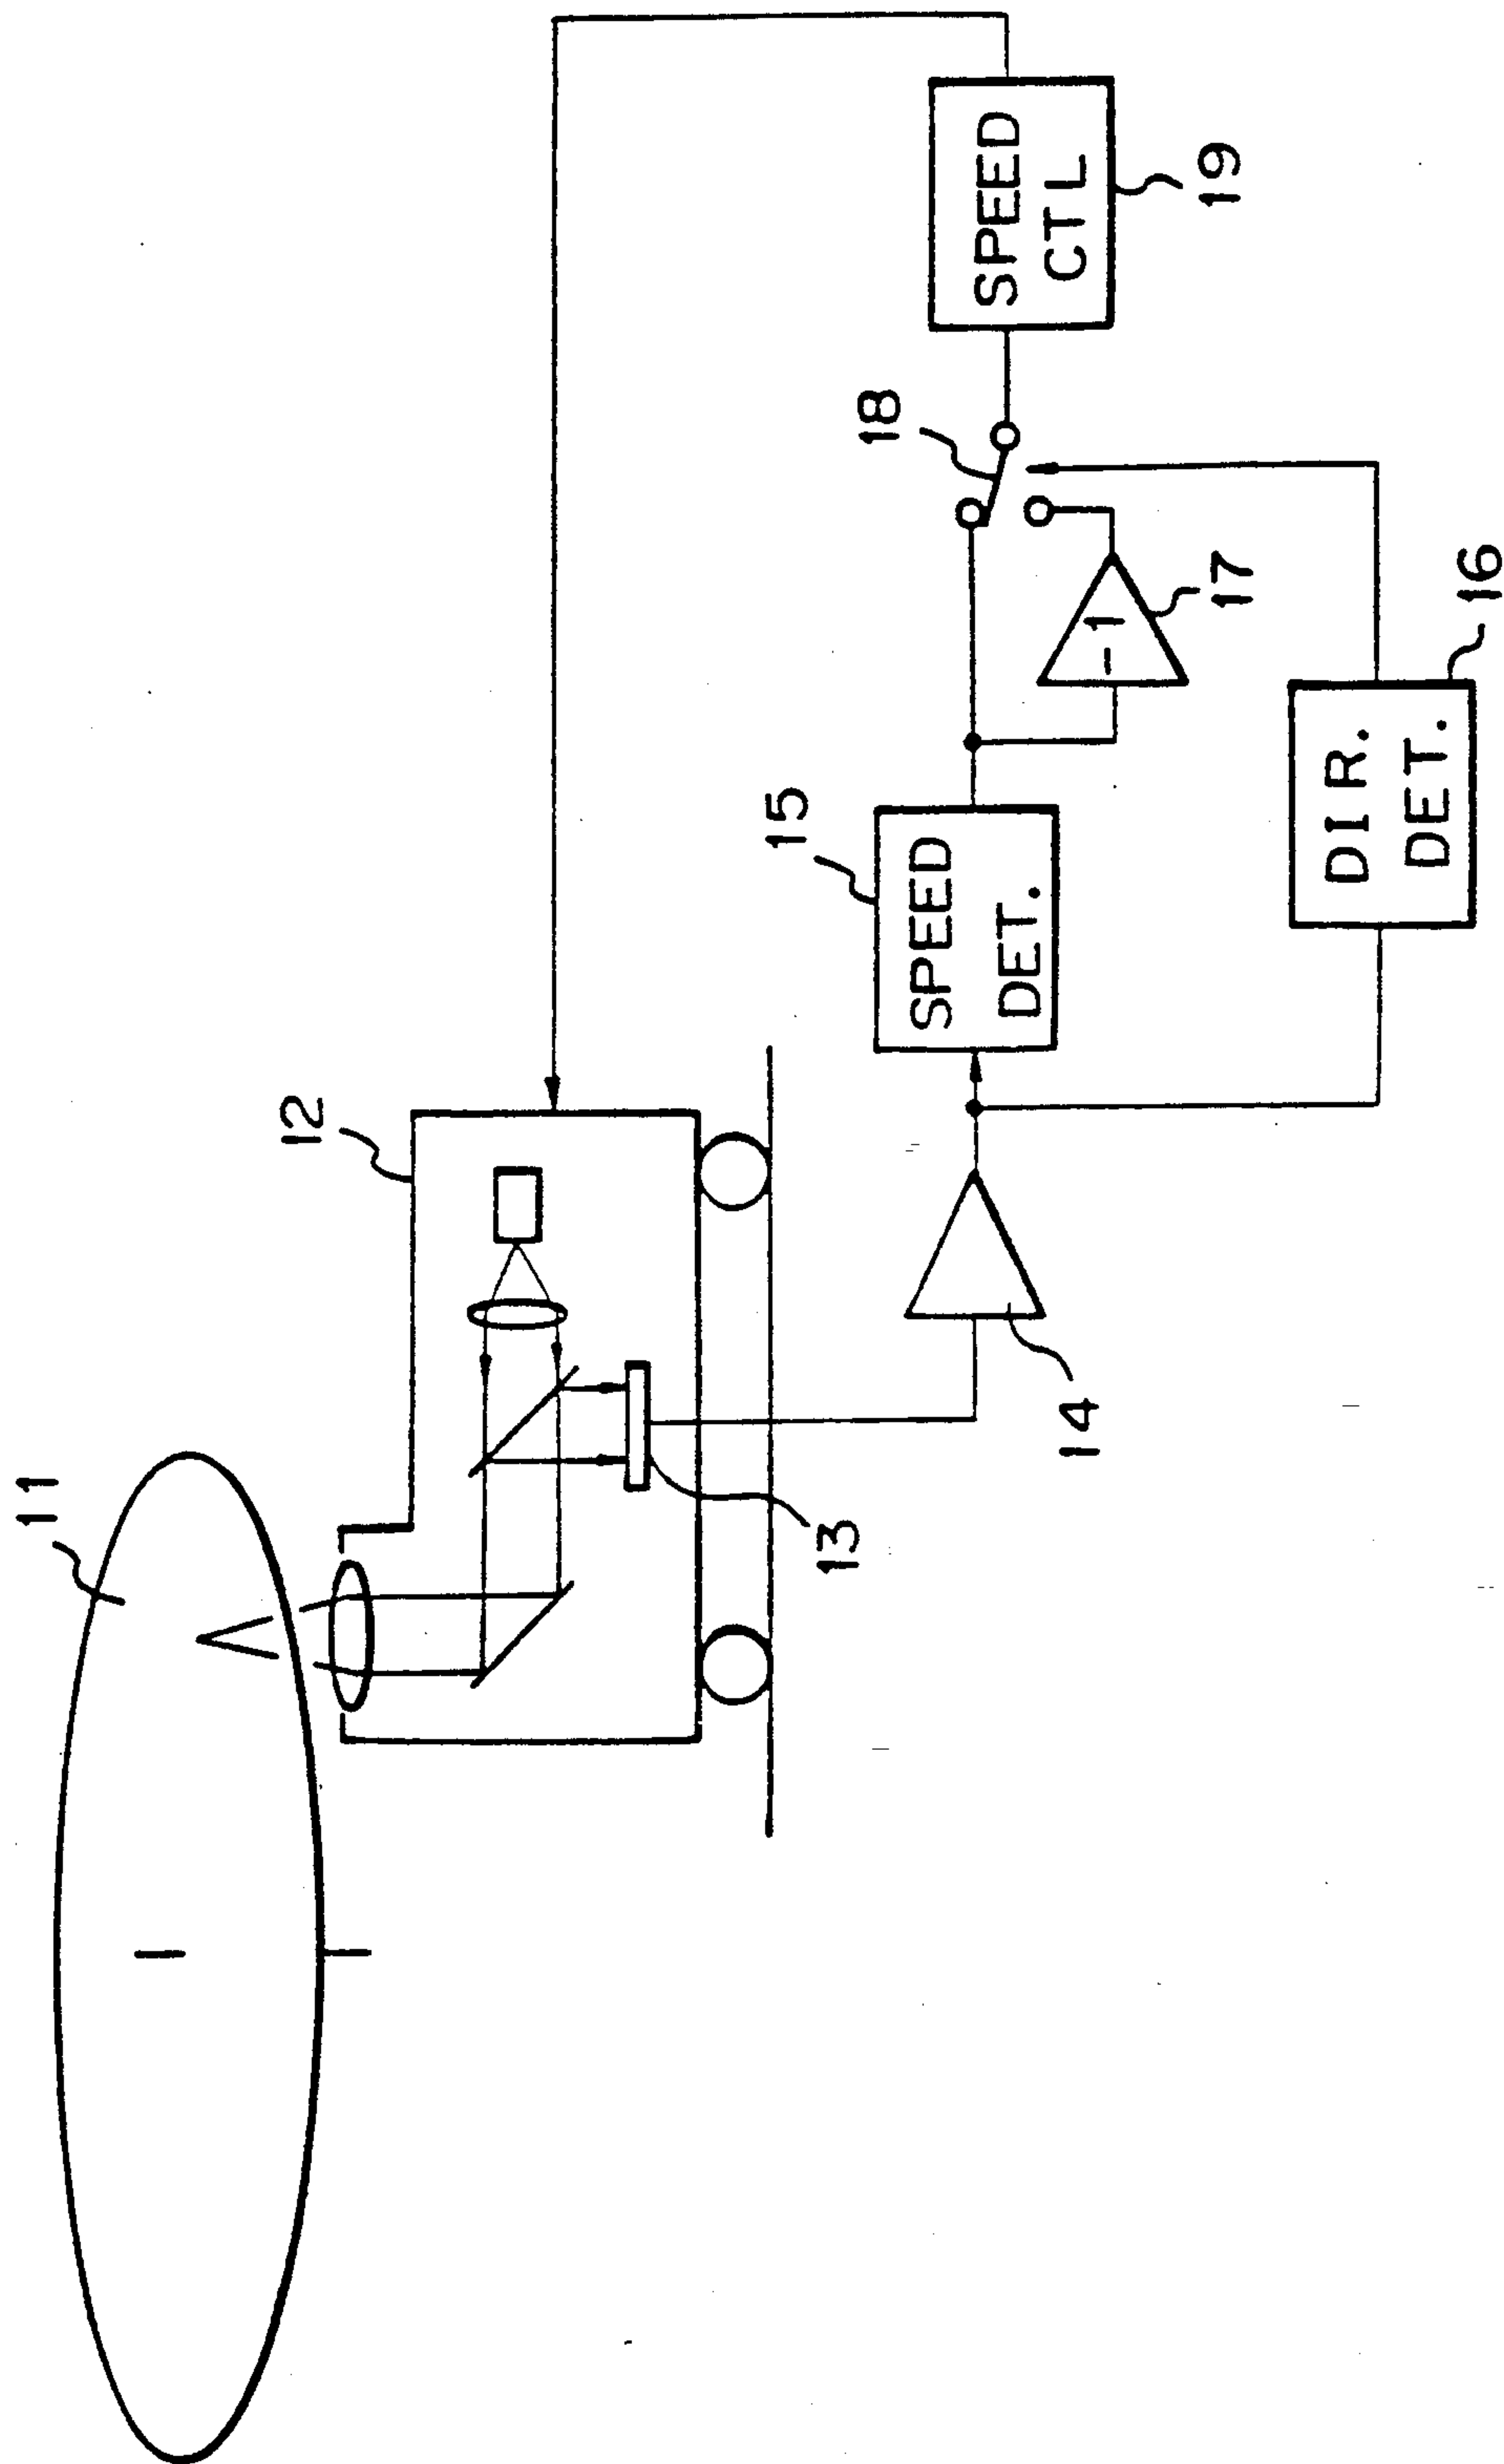 11
12
13
14
15
SPEED
DET.
DIR.
DET.
16
-1
17
18
SPEED
CTL
19